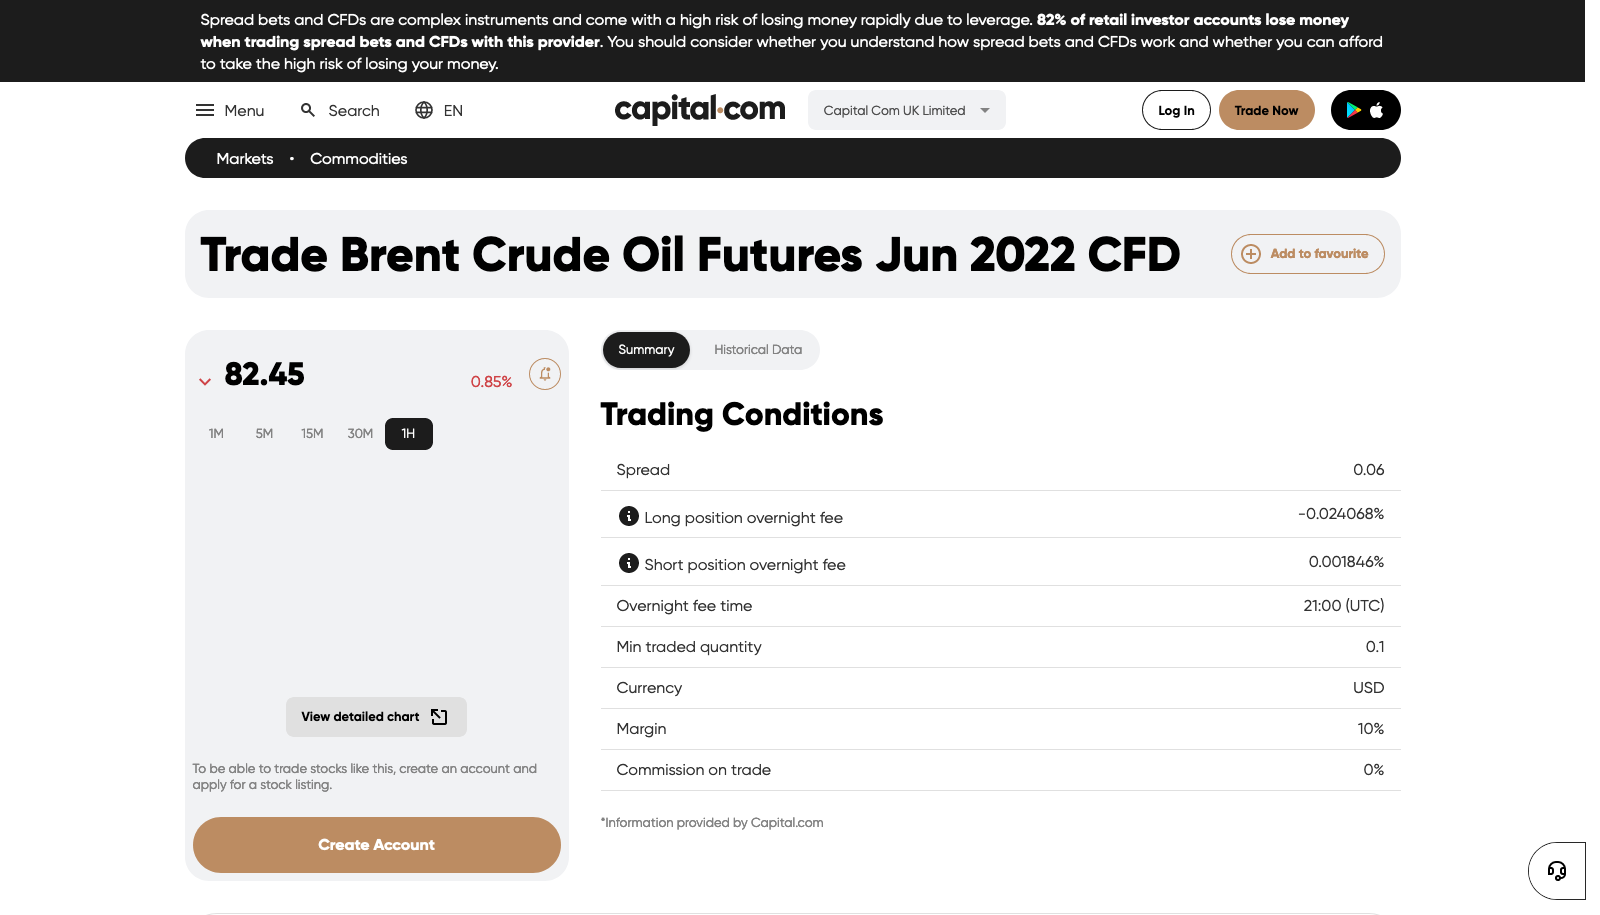 Spread bets and CFDs are complex instruments and come with a high risk of losing money rapidly due to leverage. 82% of retail investor accounts lose money
when trading spread bets and CFDs with this provider. You should consider whether you understand how spread bets and CFDs work and whether you can afford
to take the high risk of losing your money.
Menu Search EN capital.com Capital Com UK Limited Log In Trade Now
Markets • Commodities
Trade Brent Crude Oil Futures Jun 2022 CFD Add to favourite
82.45 0.85%
1M 5M 15M 30M 1H
View detailed chart
To be able to trade stocks like this, create an account and
apply for a stock listing.
Create Account
Summary Historical Data
Trading Conditions
Spread 0.06
Long position overnight fee -0.024068%
Short position overnight fee 0.001846%
Overnight fee time 21:00 (UTC)
Min traded quantity 0.1
Currency USD
Margin 10%
Commission on trade 0%
*Information provided by Capital.com